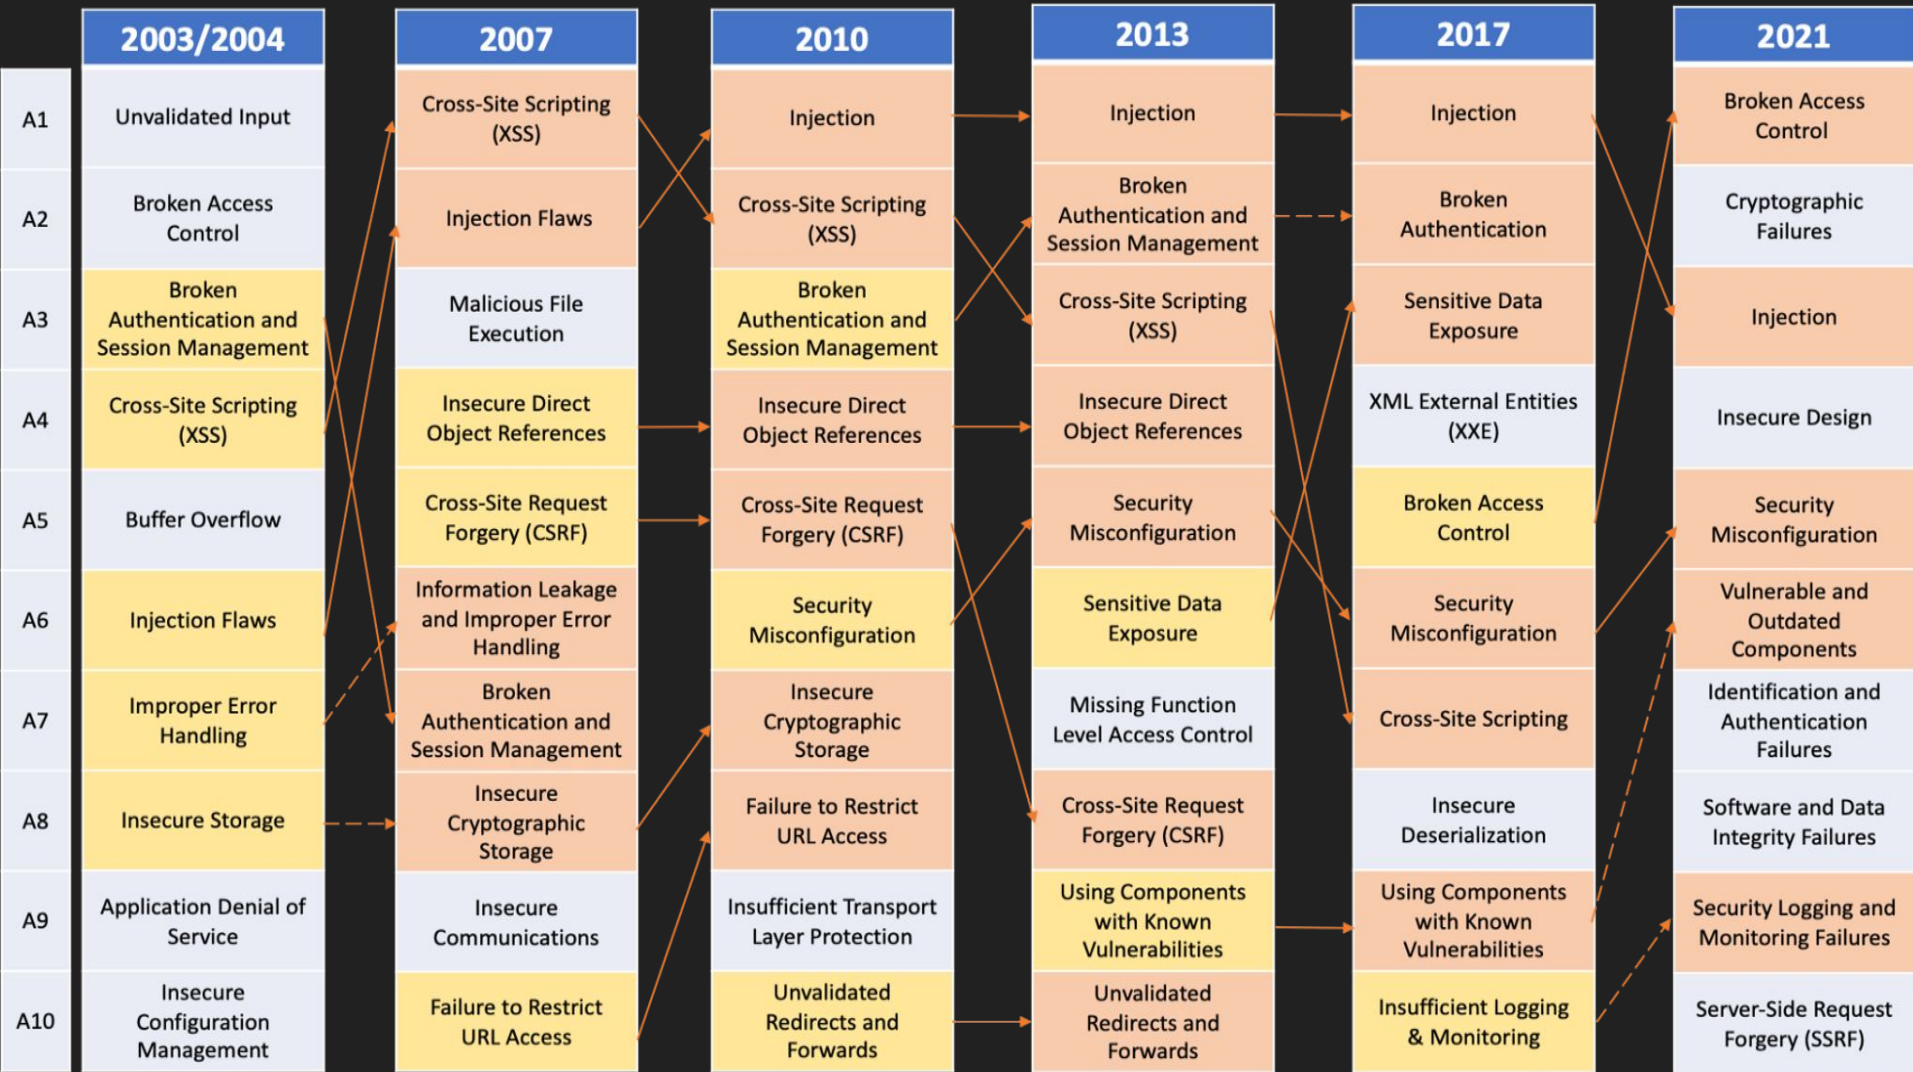 2003/2004
2007
2010
2013
2017
2021
A1
Unvalidated Input
Cross-Site Scripting
(XSS)
Injection
Injection
Injection
Broken Access
Control
A2
Broken Access
Control
Injection Flaws
Cross-Site Scripting
(XSS)
Broken
Authentication and
Session Management
Broken
Authentication
Cryptographic
Failures
A3
Broken
Authentication and
Session Management
Malicious File
Execution
Broken
Authentication and
Session Management
Cross-Site Scripting
(XSS)
Sensitive Data
Exposure
Injection
A4
Cross-Site Scripting
(XSS)
Insecure Direct
Object References
Insecure Direct
Object References
Insecure Direct
Object References
XML External Entities
(XXE)
Insecure Design
A5
Buffer Overflow
Cross-Site Request
Forgery (CSRF)
Cross-Site Request
Forgery (CSRF)
Security
Misconfiguration
Broken Access
Control
Security
Misconfiguration
A6
Injection Flaws
Information Leakage
and Improper Error
Handling
Security
Misconfiguration
Sensitive Data
Exposure
Security
Misconfiguration
Vulnerable and
Outdated
Components
A7
Improper Error
Handling
Broken
Authentication and
Session Management
Insecure
Cryptographic
Storage
Missing Function
Level Access Control
Cross-Site Scripting
Identification and
Authentication
Failures
A8
Insecure Storage
Insecure
Cryptographic
Storage
Failure to Restrict
URL Access
Cross-Site Request
Forgery (CSRF)
Insecure
Deserialization
Software and Data
Integrity Failures
A9
Application Denial of
Service
Insecure
Communications
Insufficient Transport
Layer Protection
Using Components
with Known
Vulnerabilities
Using Components
with Known
Vulnerabilities
Security Logging and
Monitoring Failures
A10
Insecure
Configuration
Management
Failure to Restrict
URL Access
Unvalidated
Redirects and
Forwards
Unvalidated
Redirects and
Forwards
Insufficient Logging
& Monitoring
Server-Side Request
Forgery (SSRF)